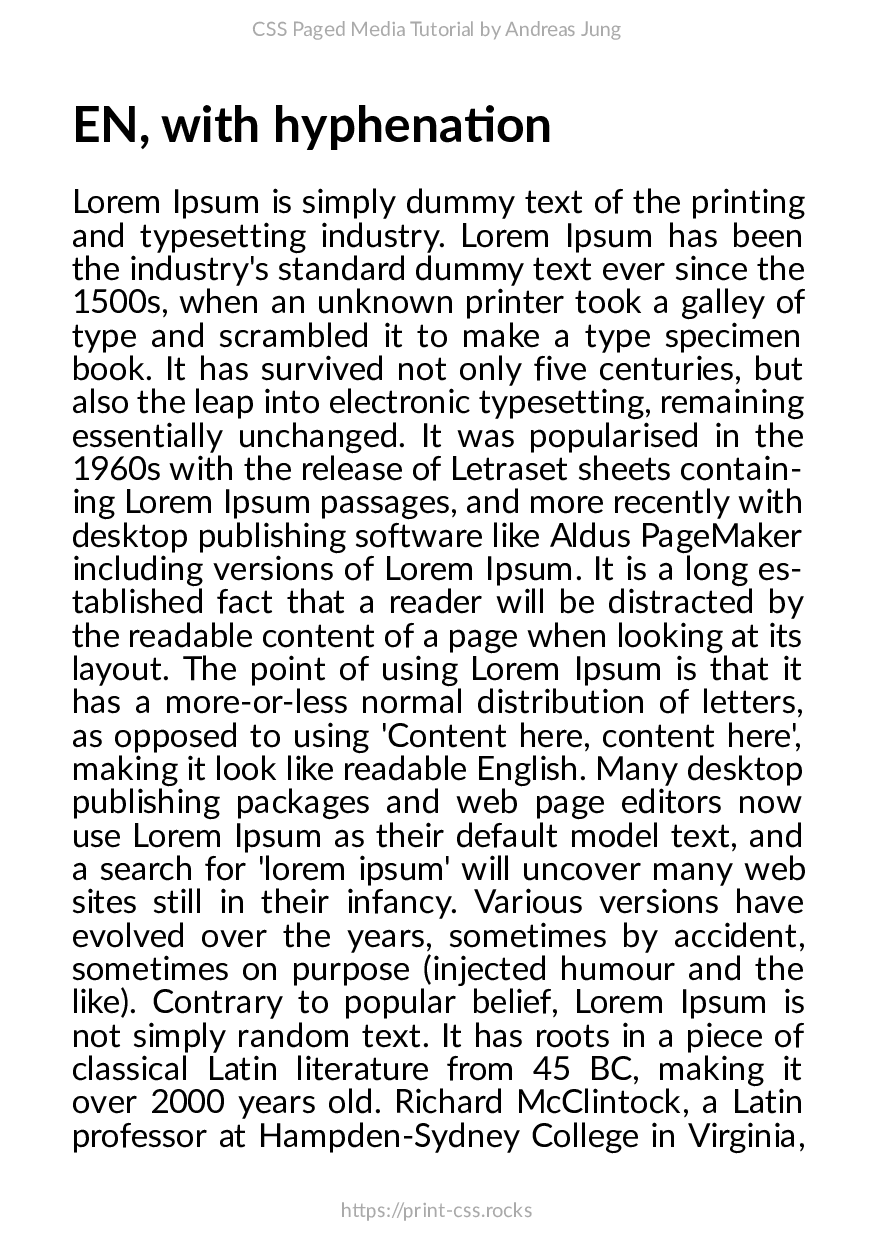 CSS Paged Media Tutorial by Andreas Jung
EN, with hyphenation
Lorem Ipsum is simply dummy text of the printing
and typesetting industry. Lorem Ipsum has been
the industry's standard dummy text ever since the
1500s, when an unknown printer took a galley of
type and scrambled it to make a type specimen
book. It has survived not only five centuries, but
also the leap into electronic typesetting, remaining
essentially unchanged. It was popularised in the
1960s with the release of Letraset sheets contain-
ing Lorem Ipsum passages, and more recently with
desktop publishing software like Aldus PageMaker
including versions of Lorem Ipsum. It is a long es-
tablished fact that a reader will be distracted by
the readable content of a page when looking at its
layout. The point of using Lorem Ipsum is that it
has a more-or-less normal distribution of letters,
as opposed to using 'Content here, content here',
making it look like readable English. Many desktop
publishing packages and web page editors now
use Lorem Ipsum as their default model text, and
a search for 'lorem ipsum' will uncover many web
sites still in their infancy. Various versions have
evolved over the years, sometimes by accident,
sometimes on purpose (injected humour and the
like). Contrary to popular belief, Lorem Ipsum is
not simply random text. It has roots in a piece of
classical Latin literature from 45 BC, making it
over 2000 years old. Richard McClintock, a Latin
professor at Hampden-Sydney College in Virginia,
https://print-css.rocks